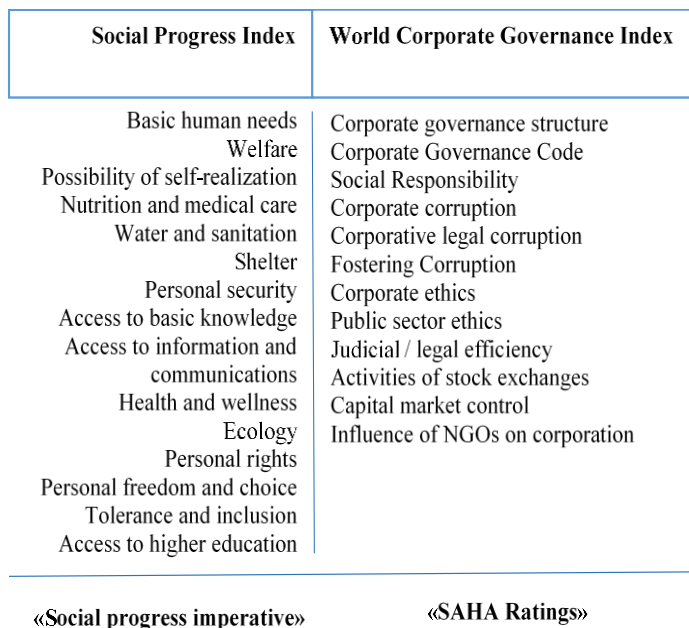 Social Progress Index
World Corporate Governance Index
Basic human needs
Welfare
Possibility of self-realization
Nutrition and medical care
Water and sanitation
Shelter
Personal security
Access to basic knowledge
Access to information and
communications
Health and wellness
Ecology
Personal rights
Personal freedom and choice
Tolerance and inclusion
Access to higher education
Corporate governance structure
Corporate Governance Code
Social Responsibility
Corporate corruption
Corporative legal corruption
Fostering Corruption
Corporate ethics
Public sector ethics
Judicial / legal efficiency
Activities of stock exchanges
Capital market control
Influence of NGOs on corporation
«Social progress imperative»
«SAHA Ratings»